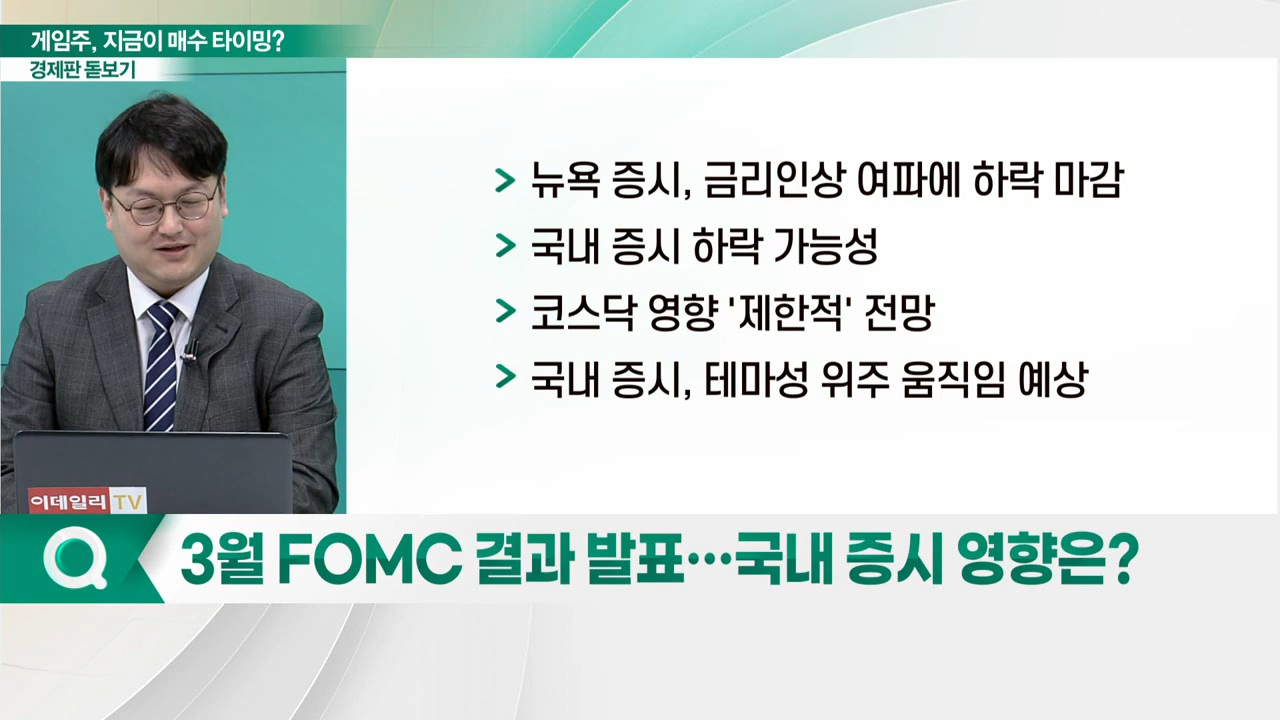 게임주, 지금이 매수 타이밍?
경제판 돋보기
> 뉴욕 증시, 금리인상 여파에 하락 마감
> 국내 증시 하락 가능성
> 코스닥 영향 '제한적' 전망
> 국내 증시, 테마성 위주 움직임 예상
이데일리 TV
Q 3월 FOMC 결과 발표…국내 증시 영향은?